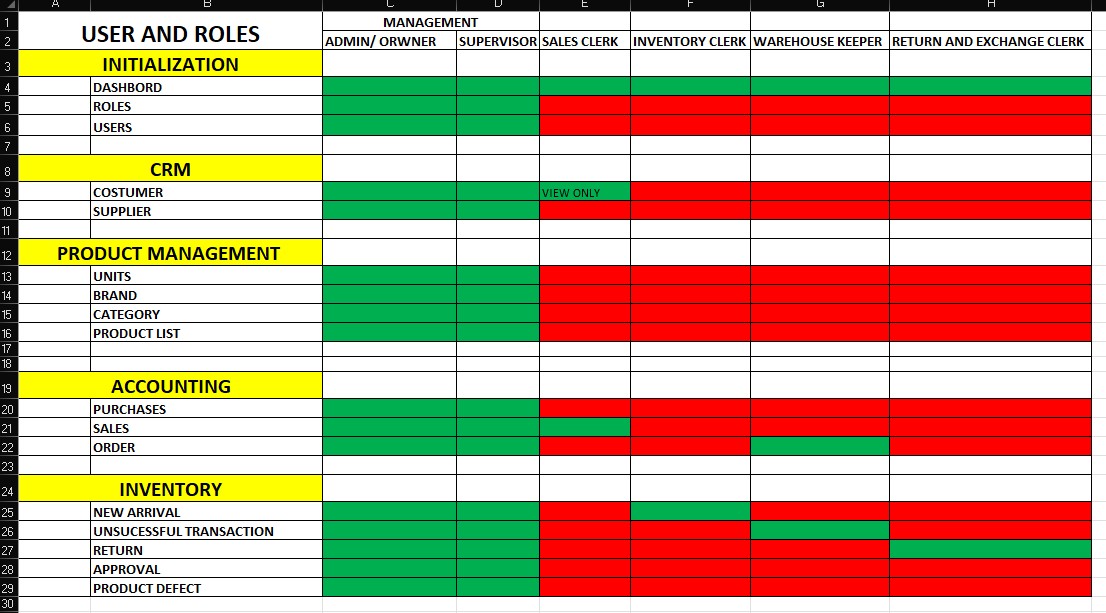 A B C D E F G H
1 MANAGEMENT
USER AND ROLES
2 ADMIN/ ORWNER SUPERVISOR SALES CLERK INVENTORY CLERK WAREHOUSE KEEPER RETURN AND EXCHANGE CLERK
3 INITIALIZATION
4 DASHBORD
5 ROLES
6 USERS
7
8 CRM
9 COSTUMER VIEW ONLY
10 SUPPLIER
11
12 PRODUCT MANAGEMENT
13 UNITS
14 BRAND
15 CATEGORY
16 PRODUCT LIST
17
18
19 ACCOUNTING
20 PURCHASES
21 SALES
22 ORDER
23
24 INVENTORY
25 NEW ARRIVAL
26 UNSUCESSFUL TRANSACTION
27 RETURN
28 APPROVAL
29 PRODUCT DEFECT
30